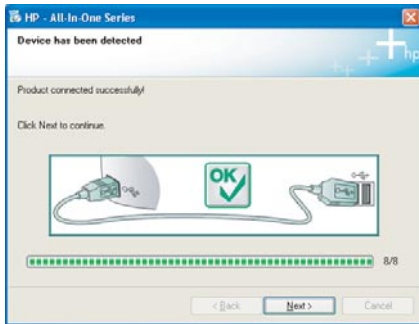 HP - All-In-One Series
Device has been detected
hp
Product connected successfully!
Click Next to continue.
OK
8/8
< Back
Next >
Cancel